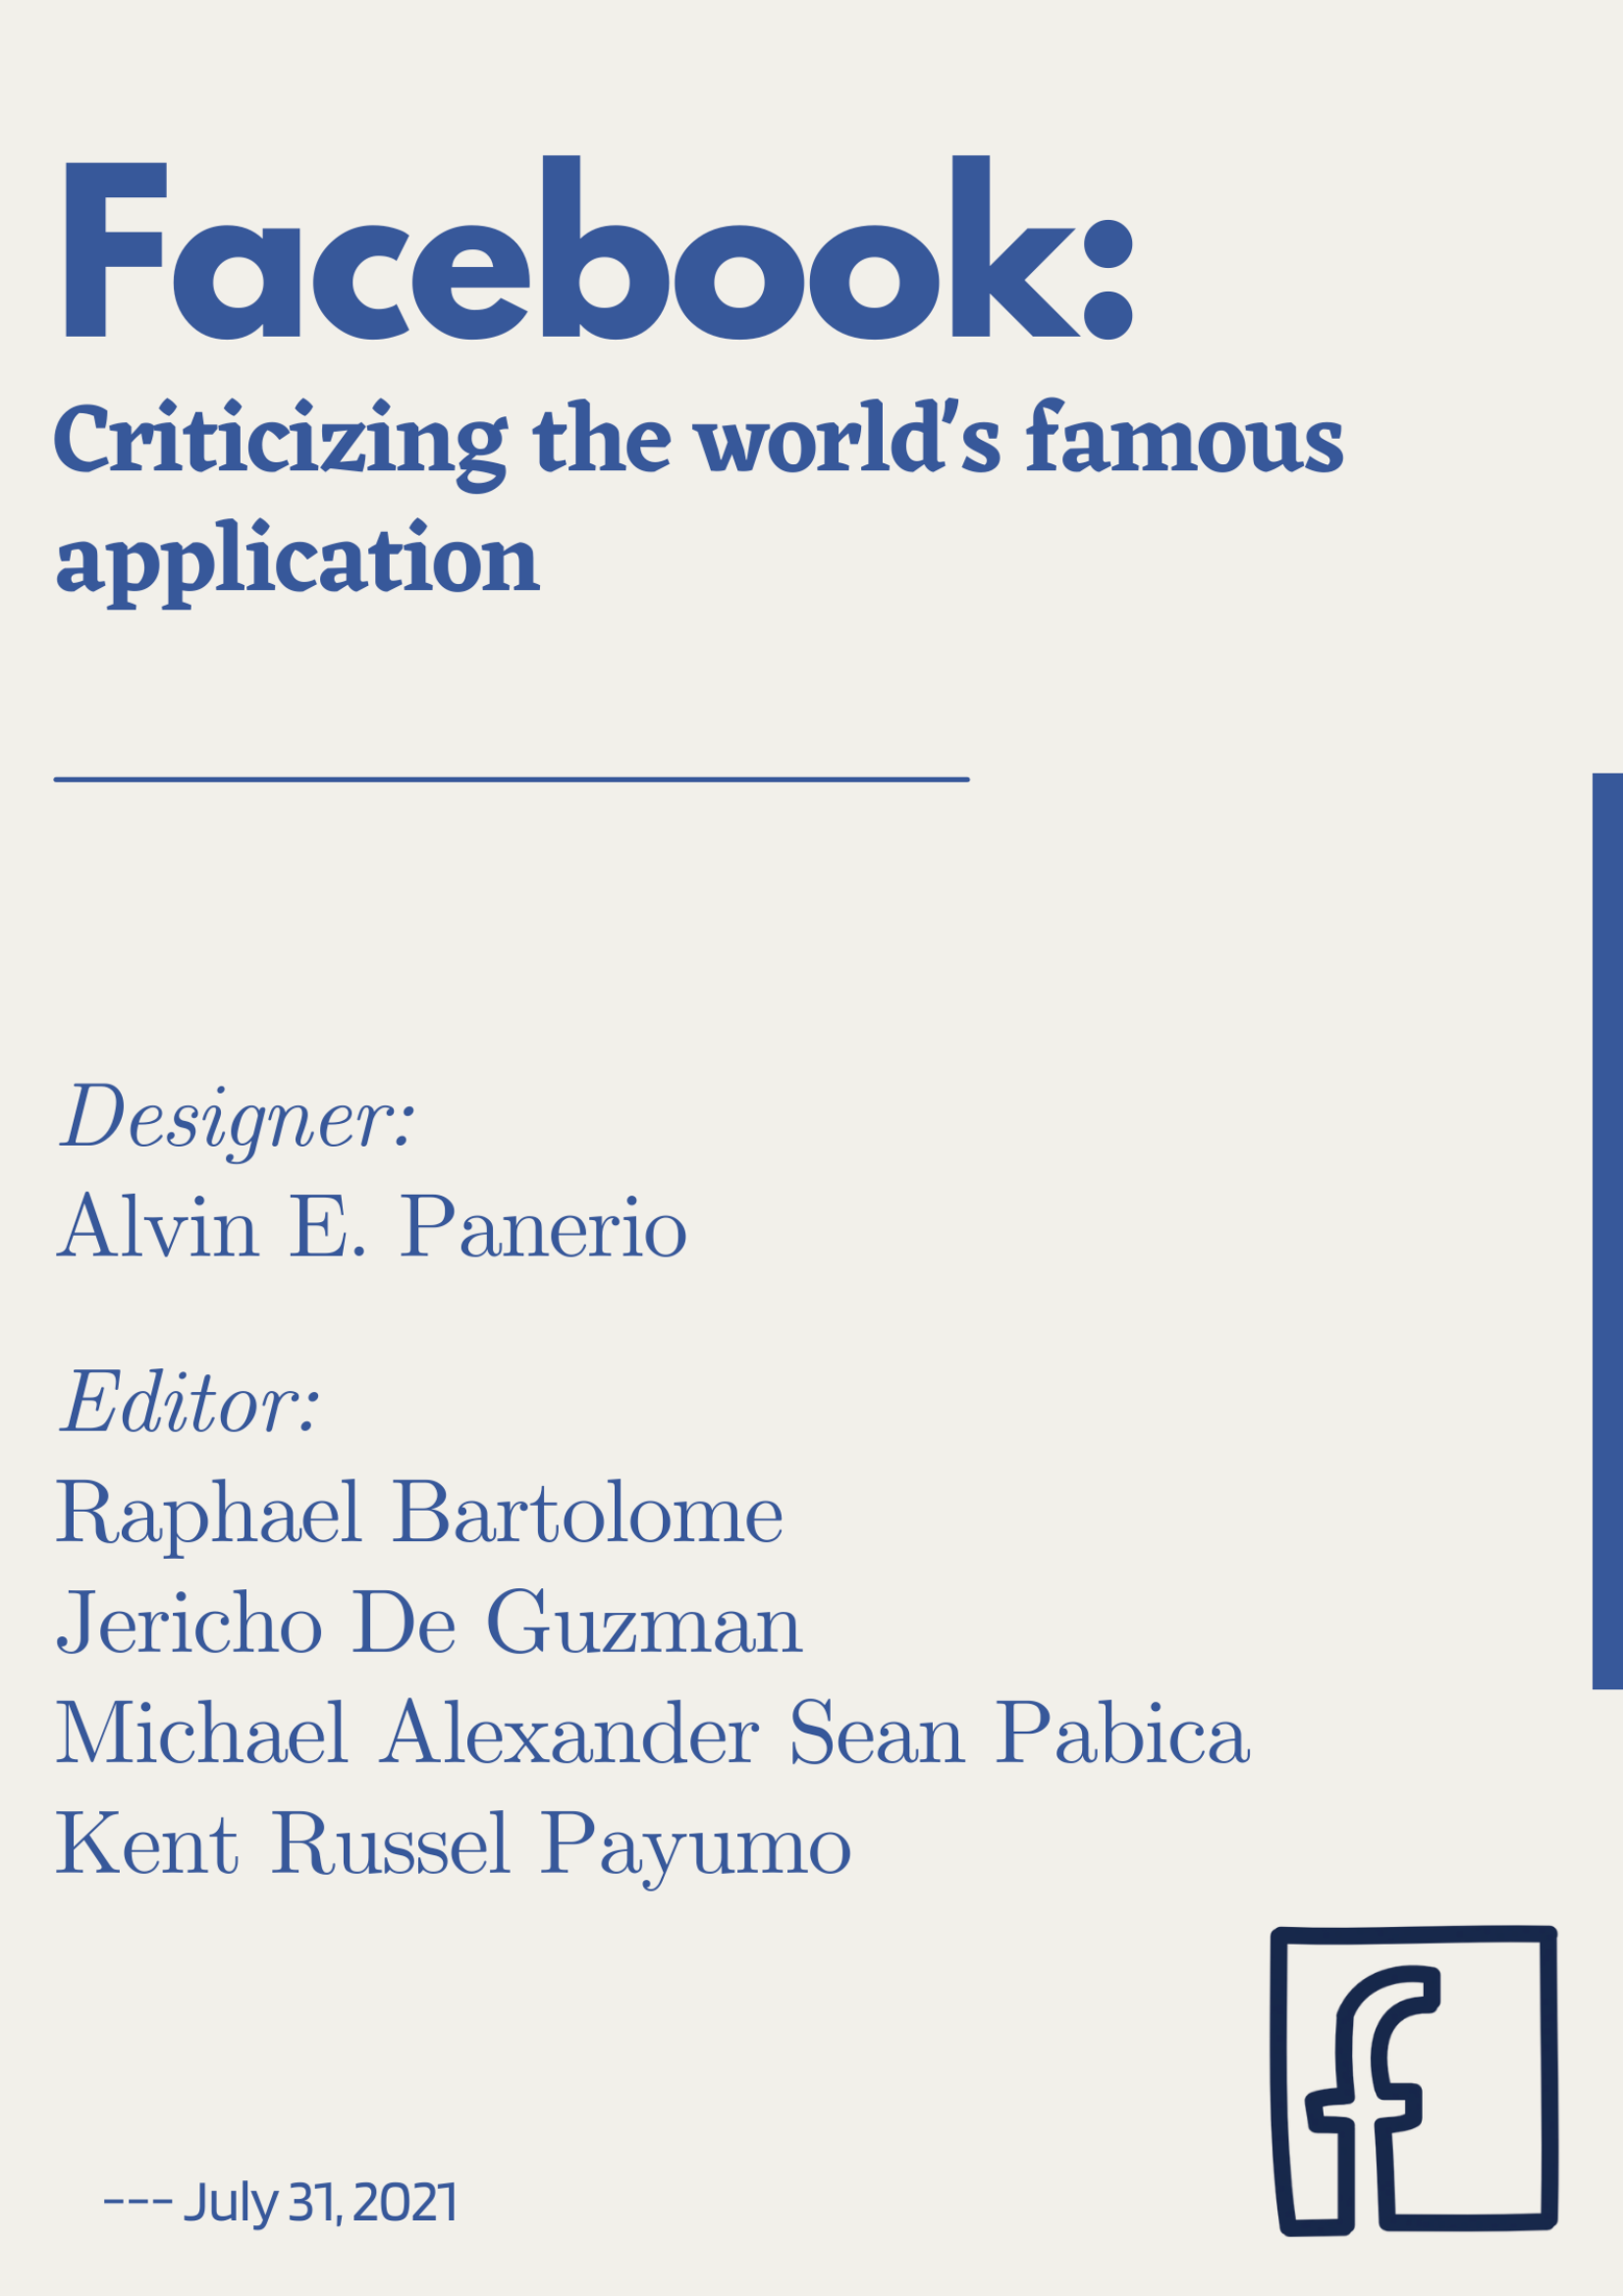 Facebook:
Criticizing the world’s famous
application
Designer:
Alvin E. Panerio
Editor:
Raphael Bartolome
Jericho De Guzman
Michael Alexander Sean Pabica
Kent Russel Payumo
f
--- July 31, 2021